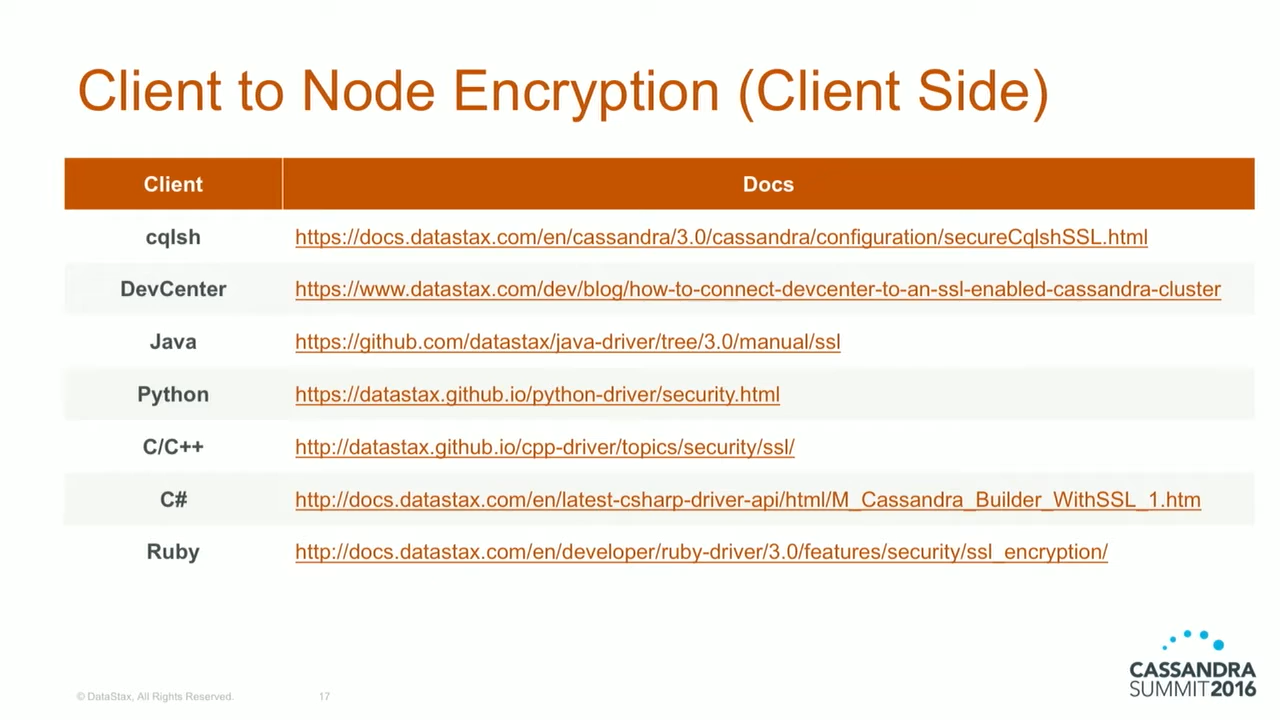 Client to Node Encryption (Client Side)
Client Docs
cqlsh https://docs.datastax.com/en/cassandra/3.0/cassandra/configuration/secureCqlshSSL.html
DevCenter https://www.datastax.com/dev/blog/how-to-connect-devcenter-to-an-ssl-enabled-cassandra-cluster
Java https://github.com/datastax/java-driver/tree/3.0/manual/ssl
Python https://datastax.github.io/python-driver/security.html
C/C++ http://datastax.github.io/cpp-driver/topics/security/ssl/
C# http://docs.datastax.com/en/latest-csharp-driver-api/html/M_Cassandra_Builder_WithSSL_1.htm
Ruby http://docs.datastax.com/en/developer/ruby-driver/3.0/features/security/ssl_encryption/
© DataStax, All Rights Reserved. 17
CASSANDRA
SUMMIT2016